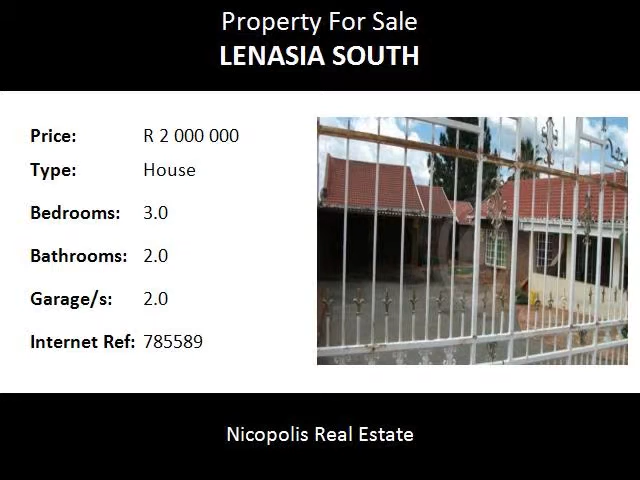 Property For Sale
LENASIA SOUTH
Price: R 2 000 000
Type: House
Bedrooms: 3.0
Bathrooms: 2.0
Garage/s: 2.0
Internet Ref: 785589
Nicopolis Real Estate